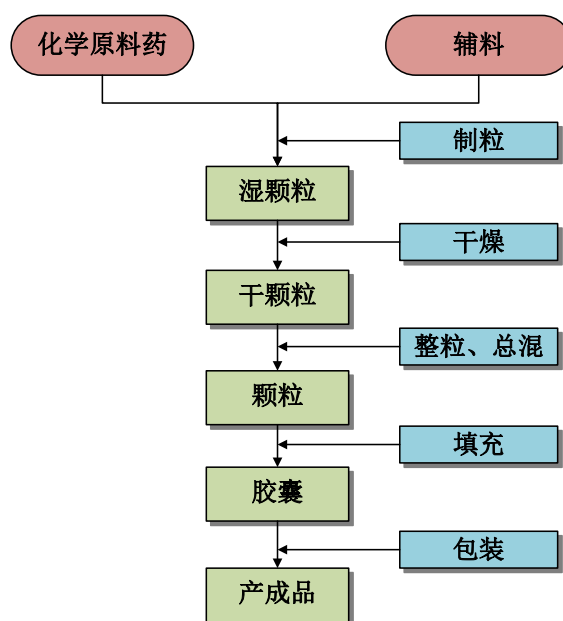 化学原料药
辅料
制粒
湿颗粒
干燥
干颗粒
整粒、总混
颗粒
填充
胶囊
包装
产成品